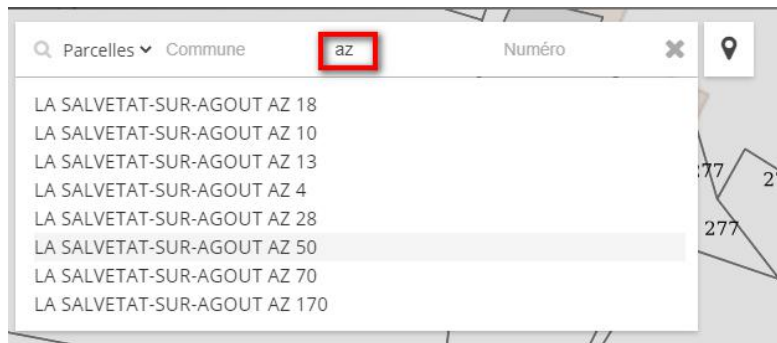 Parcelles Commune az Numéro
LA SALVETAT-SUR-AGOUT AZ 18
LA SALVETAT-SUR-AGOUT AZ 10
LA SALVETAT-SUR-AGOUT AZ 13
LA SALVETAT-SUR-AGOUT AZ 4
LA SALVETAT-SUR-AGOUT AZ 28
LA SALVETAT-SUR-AGOUT AZ 50
LA SALVETAT-SUR-AGOUT AZ 70
LA SALVETAT-SUR-AGOUT AZ 170
277